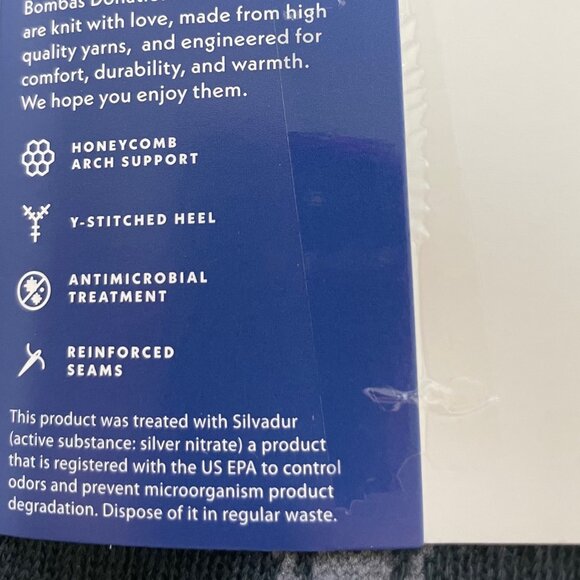 Bombas Donation
are knit with love, made from high
quality yarns, and engineered for
comfort, durability, and warmth.
We hope you enjoy them.
HONEYCOMB
ARCH SUPPORT
Y-STITCHED HEEL
ANTIMICROBIAL
TREATMENT
REINFORCED
SEAMS
This product was treated with Silvadur
(active substance: silver nitrate) a product
that is registered with the US EPA to control
odors and prevent microorganism product
degradation. Dispose of it in regular waste.